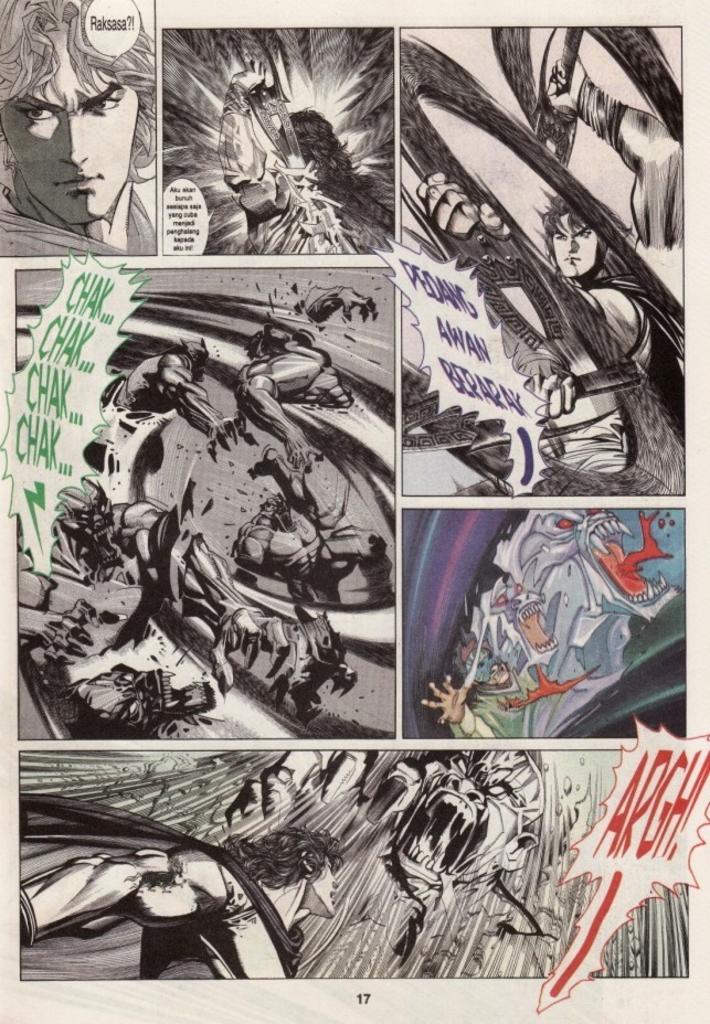 Raksasa?!
Aku akan
bunuh
sesiapa saja
yang cuba
menjadi
penghalang
kepada
aku ini!
PEDANG
AWAN
BERARAK!
CHAK...
CHAK...
CHAK...
CHAK...
ARGH!
17